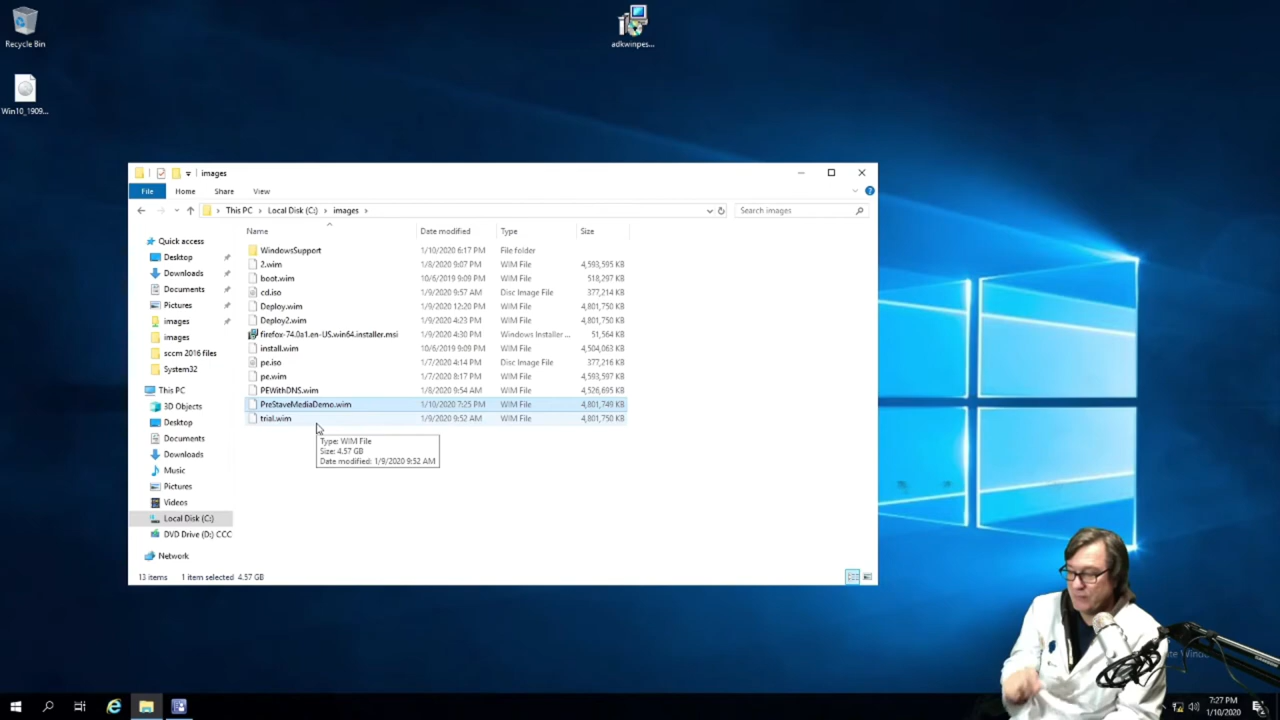 Recycle Bin
adkwinpes...
Win10_1909...
images
File Home Share View
This PC Local Disk (C:) images
Search images
Name Date modified Type Size
Quick access
Desktop
Downloads
Documents
Pictures
images
images
sccm 2016 files
System32
This PC
3D Objects
Desktop
Documents
Downloads
Music
Pictures
Videos
Local Disk (C:)
DVD Drive (D:) CCC
Network
WindowsSupport 1/10/2020 6:17 PM File folder
2.wim 1/8/2020 9:07 PM WIM File 4,593,595 KB
boot.wim 10/6/2019 9:09 PM WIM File 518,297 KB
cd.iso 1/9/2020 9:57 AM Disc Image File 377,214 KB
Deploy.wim 1/9/2020 12:20 PM WIM File 4,801,750 KB
Deploy2.wim 1/9/2020 4:23 PM WIM File 4,801,750 KB
firefox-74.0a1.en-US.win64.installer.msi 1/9/2020 4:30 PM Windows Installer ... 51,564 KB
install.wim 10/6/2019 9:09 PM WIM File 4,504,063 KB
pe.iso 1/7/2020 4:14 PM Disc Image File 377,216 KB
pe.wim 1/7/2020 8:17 PM WIM File 4,593,597 KB
PEWithDNS.wim 1/8/2020 9:54 AM WIM File 4,526,695 KB
PreStaveMediaDemo.wim 1/10/2020 7:25 PM WIM File 4,801,749 KB
trial.wim 1/9/2020 9:52 AM WIM File 4,801,750 KB
Type: WIM File
Size: 4.57 GB
Date modified: 1/9/2020 9:52 AM
13 items 1 item selected 4.57 GB
7:27 PM
1/10/2020